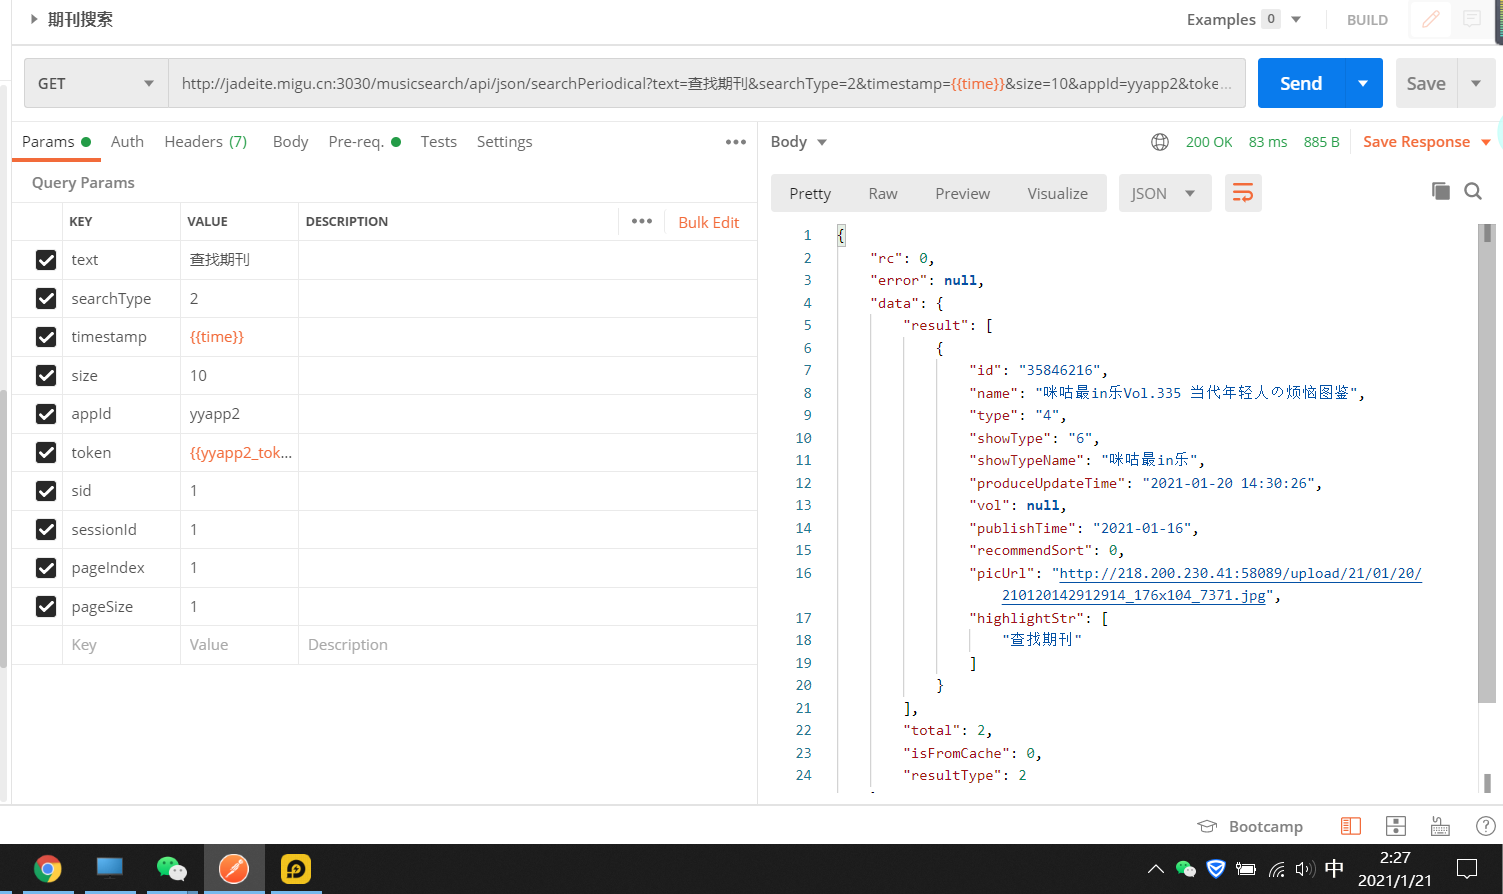 期刊搜索
Examples 0
BUILD
GET
http://jadeite.migu.cn:3030/musicsearch/api/json/searchPeriodical?text=查找期刊&searchType=2&timestamp={{time}}&size=10&appId=yyapp2&toke...
Send
Save
Params
Auth
Headers (7)
Body
Pre-req.
Tests
Settings
Body
200 OK
83 ms
885 B
Save Response
Query Params
Pretty
Raw
Preview
Visualize
JSON
KEY VALUE DESCRIPTION
Bulk Edit
text 查找期刊
searchType 2
timestamp {{time}}
size 10
appId yyapp2
token {{yyapp2_tok...
sid 1
sessionId 1
pageIndex 1
pageSize 1
Key Value Description
1 {
2 "rc": 0,
3 "error": null,
4 "data": {
5 "result": [
6 {
7 "id": "35846216",
8 "name": "咪咕最in乐Vol.335 当代年轻人の烦恼图鉴",
9 "type": "4",
10 "showType": "6",
11 "showTypeName": "咪咕最in乐",
12 "produceUpdateTime": "2021-01-20 14:30:26",
13 "vol": null,
14 "publishTime": "2021-01-16",
15 "recommendSort": 0,
16 "picUrl": "http://218.200.230.41:58089/upload/21/01/20/
210120142912914_176x104_7371.jpg",
17 "highlightStr": [
18 "查找期刊"
19 ]
20 }
21 ],
22 "total": 2,
23 "isFromCache": 0,
24 "resultType": 2
Bootcamp
中
2:27
2021/1/21